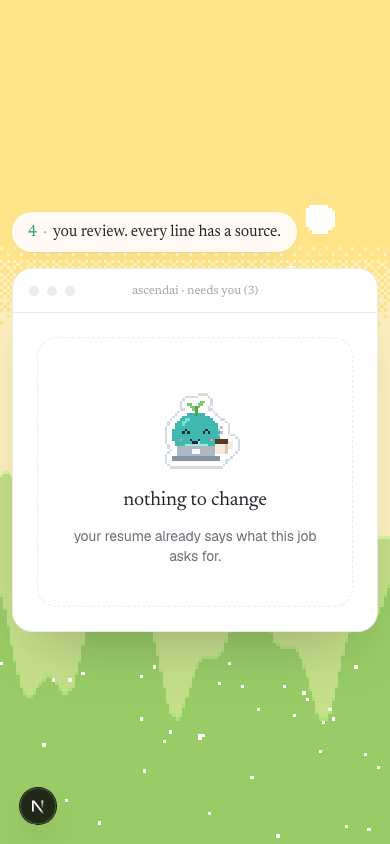 4 · you review. every line has a source.
ascendai · needs you (3)
nothing to change
your resume already says what this job
asks for.
N